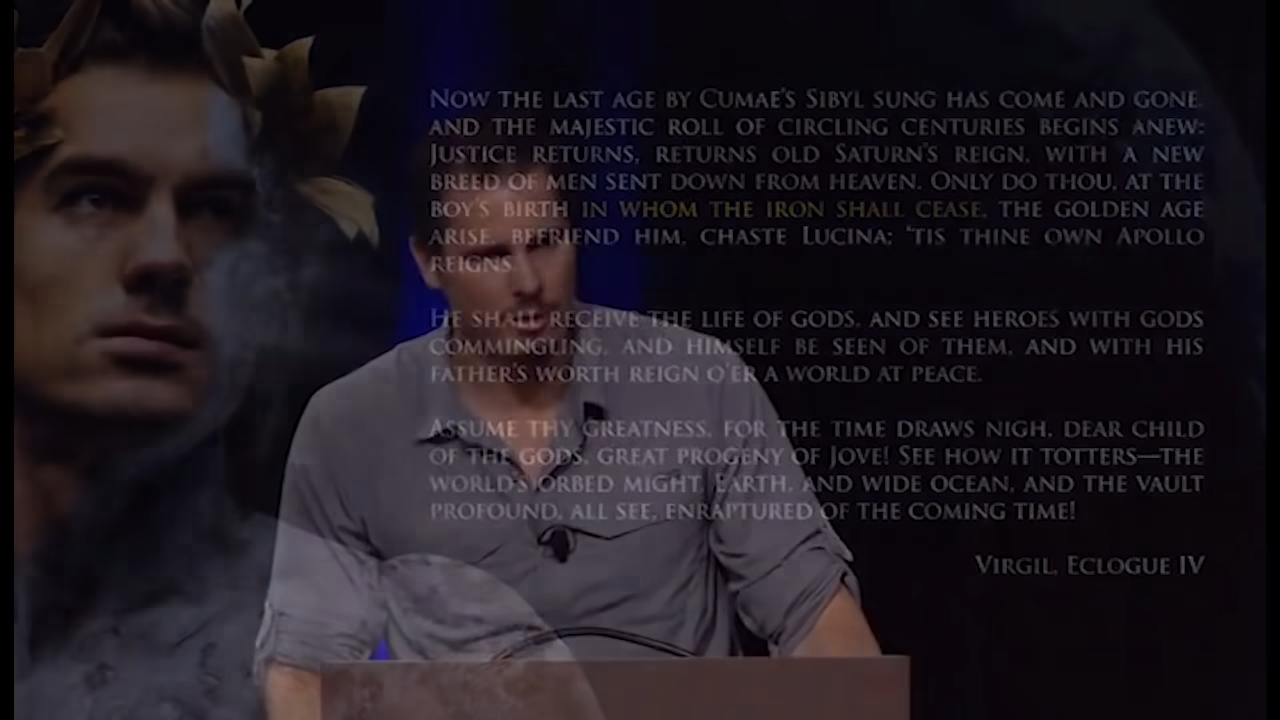 NOW THE LAST AGE BY CUMAE'S SIBYL SUNG HAS COME AND GONE,
AND THE MAJESTIC ROLL OF CIRCLING CENTURIES BEGINS ANEW:
JUSTICE RETURNS, RETURNS OLD SATURN'S REIGN, WITH A NEW
BREED OF MEN SENT DOWN FROM HEAVEN. ONLY DO THOU, AT THE
BOY'S BIRTH IN WHOM THE IRON SHALL CEASE, THE GOLDEN AGE
ARISE, BEFRIEND HIM, CHASTE LUCINA; 'TIS THINE OWN APOLLO
REIGNS.
HE SHALL RECEIVE THE LIFE OF GODS, AND SEE HEROES WITH GODS
COMMINGLING, AND HIMSELF BE SEEN OF THEM, AND WITH HIS
FATHER'S WORTH REIGN O'ER A WORLD AT PEACE.
ASSUME THY GREATNESS, FOR THE TIME DRAWS NIGH, DEAR CHILD
OF THE GODS, GREAT PROGENY OF JOVE! SEE HOW IT TOTTERS—THE
WORLD'S ORBED MIGHT, EARTH, AND WIDE OCEAN, AND THE VAULT
PROFOUND, ALL SEE, ENRAPTURED OF THE COMING TIME!
VIRGIL, ECLOGUE IV